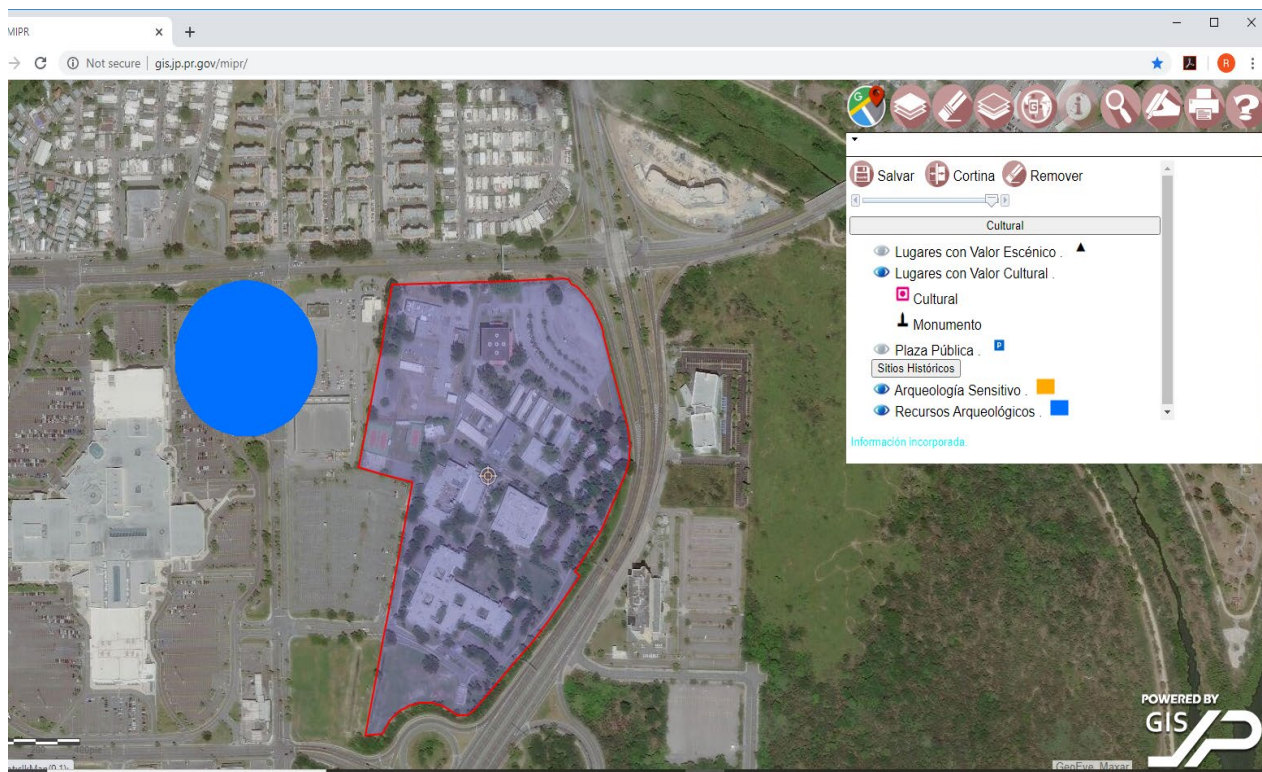 MIPR
Not secure | gis.jp.pr.gov/mipr/
R
G
i
?
Salvar Cortina Remover
Cultural
Lugares con Valor Escénico .
Lugares con Valor Cultural .
Cultural
Monumento
Plaza Pública . P
Sitios Históricos
Arqueología Sensitivo .
Recursos Arqueológicos .
Información incorporada.
POWERED BY
GIS JP
GeoEye, Maxar